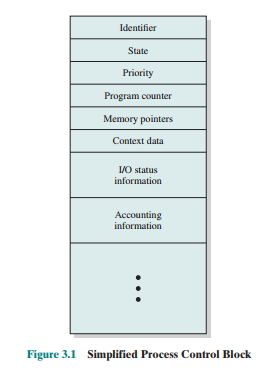 Identifier
State
Priority
Program counter
Memory pointers
Context data
I/O status
information
Accounting
information
Figure 3.1 Simplified Process Control Block